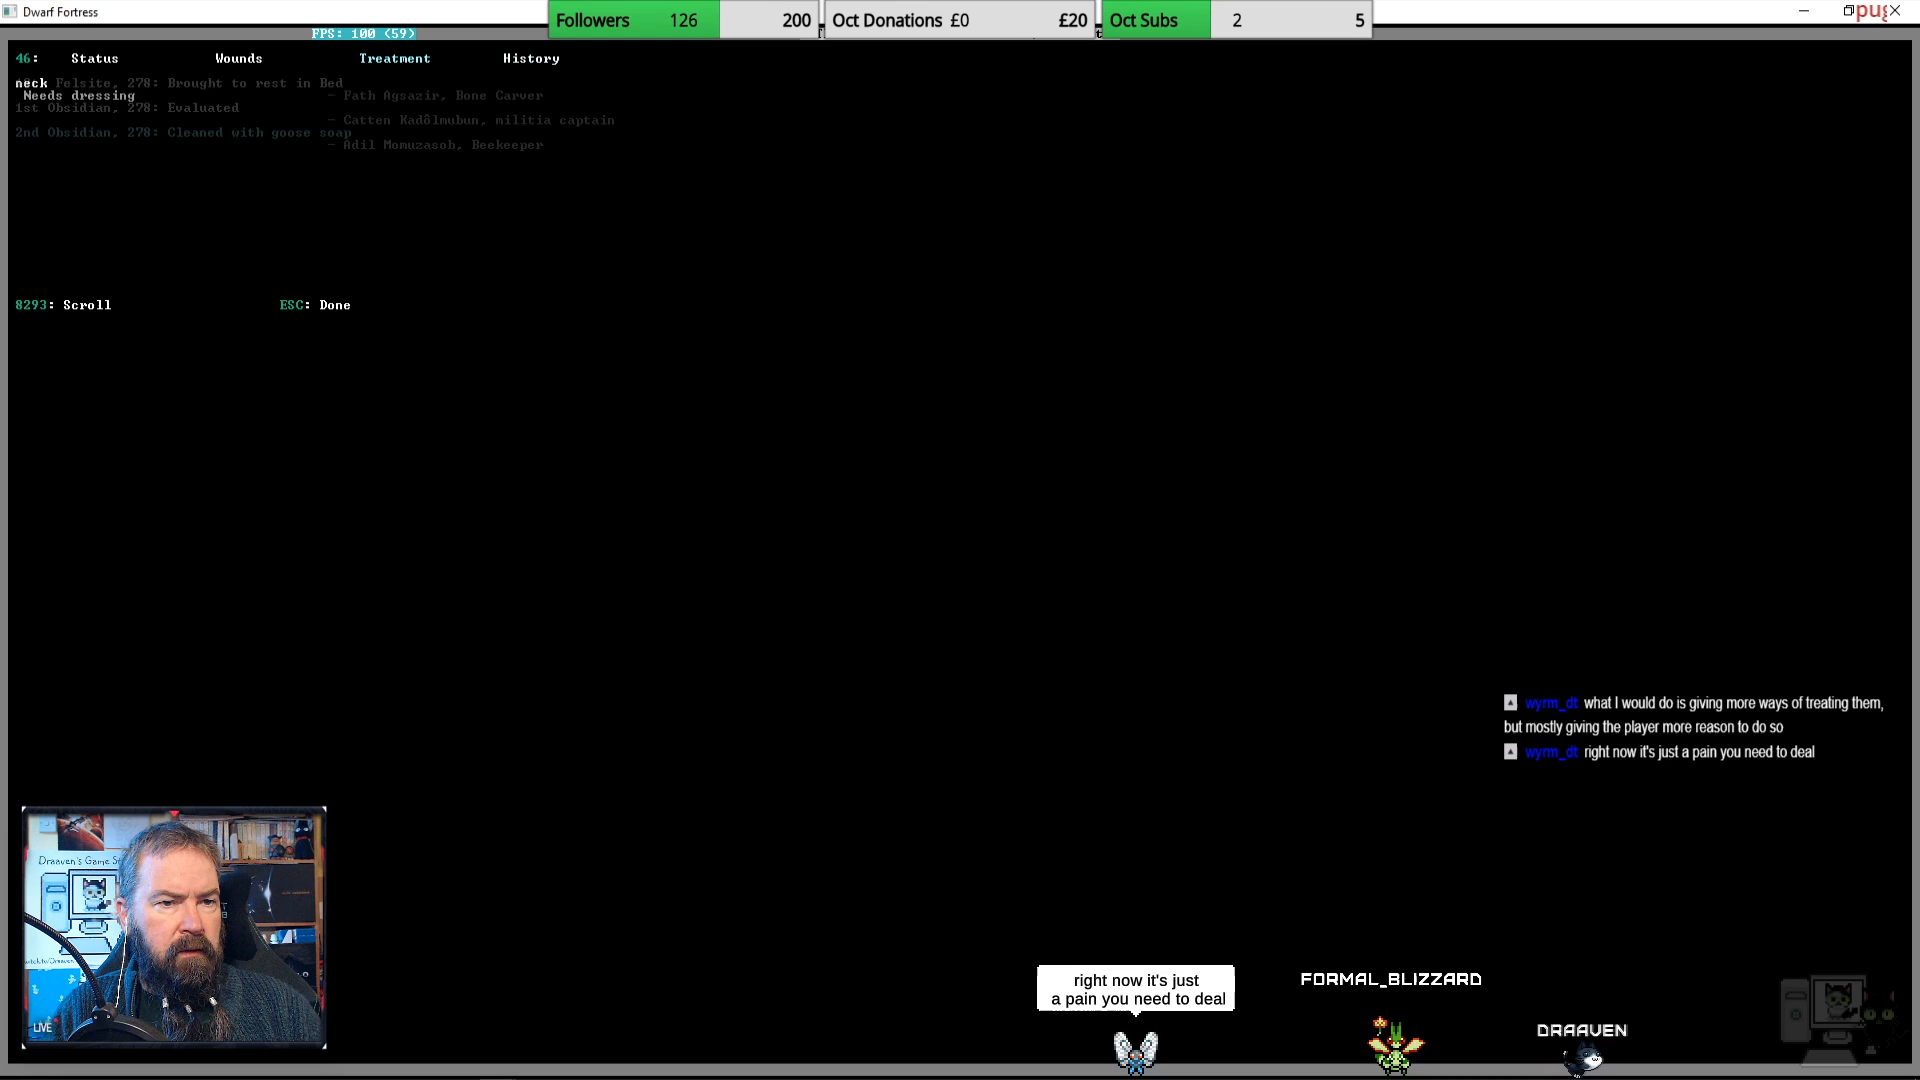 Dwarf Fortress
Followers 126 200
Oct Donations £0 £20
Oct Subs 2 5
FPS: 100 (59)
46: Status Wounds Treatment History
neck Felsite, 278: Brought to rest in Bed
Needs dressing - Fath Agsazir, Bone Carver
1st Obsidian, 278: Evaluated
- Catten Kadôlmubun, militia captain
2nd Obsidian, 278: Cleaned with goose soap
- Adil Momuzasob, Beekeeper
8293: Scroll ESC: Done
wyrm_dt what I would do is giving more ways of treating them,
but mostly giving the player more reason to do so
wyrm_dt right now it's just a pain you need to deal
Draaven's Game St
LIVE
right now it's just
a pain you need to deal
FORMAL_BLIZZARD
DRAAVEN